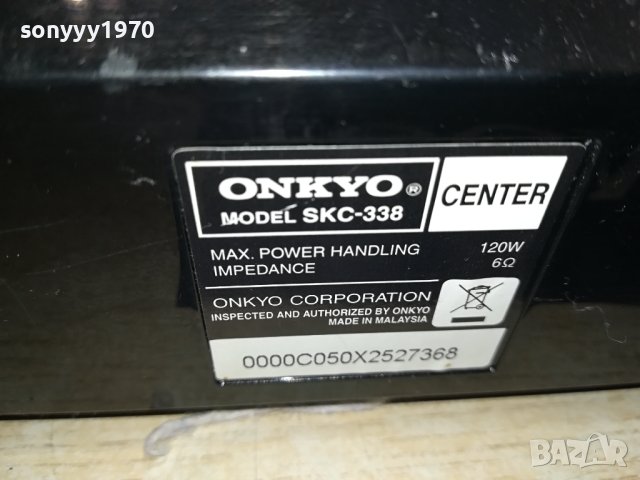 sonyyy1970
ONKYO®
MODEL SKC-338
CENTER
MAX. POWER HANDLING 120W
IMPEDANCE 6Ω
ONKYO CORPORATION
INSPECTED AND AUTHORIZED BY ONKYO
MADE IN MALAYSIA
0000C050X2527368
BAZAR